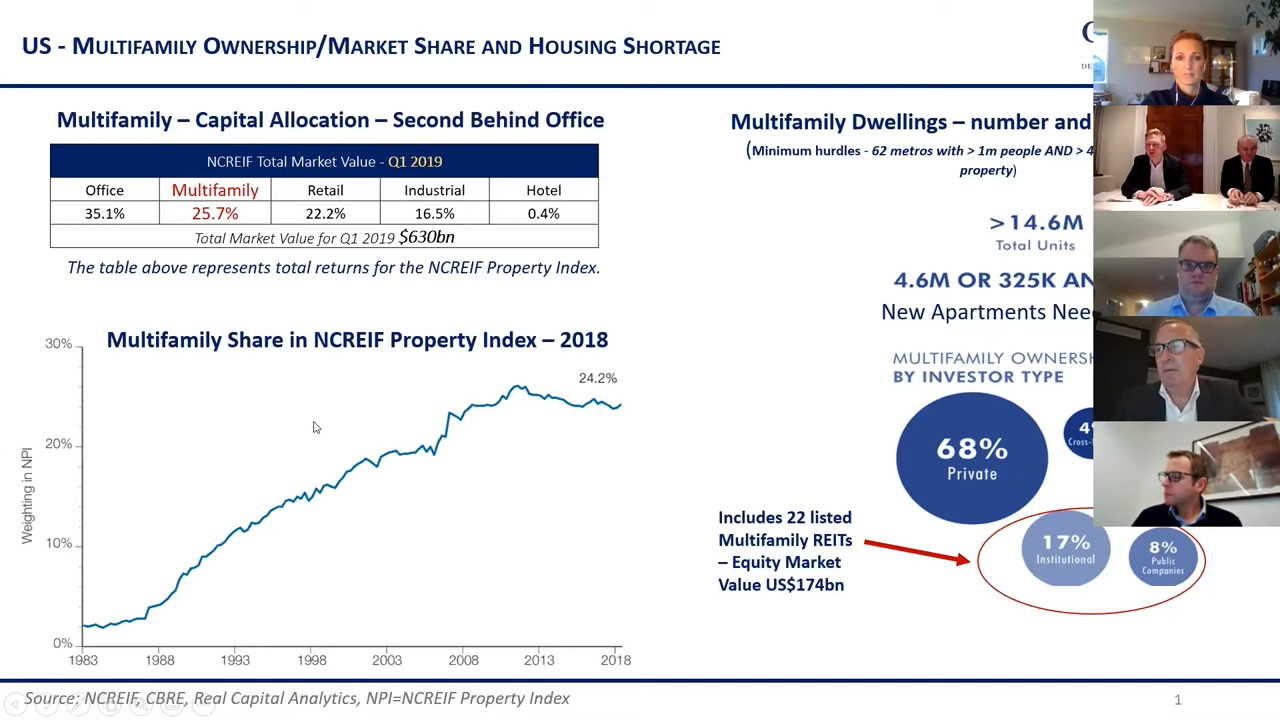 US - MULTIFAMILY OWNERSHIP/MARKET SHARE AND HOUSING SHORTAGE
Multifamily – Capital Allocation – Second Behind Office
NCREIF Total Market Value - Q1 2019
Office Multifamily Retail Industrial Hotel
35.1% 25.7% 22.2% 16.5% 0.4%
Total Market Value for Q1 2019 $630bn
The table above represents total returns for the NCREIF Property Index.
Multifamily Share in NCREIF Property Index – 2018
30%
20%
10%
0%
Weighting in NPI
24.2%
1983 1988 1993 1998 2003 2008 2013 2018
Multifamily Dwellings – number and
(Minimum hurdles - 62 metros with > 1m people AND > 4
property)
>14.6M
Total Units
4.6M OR 325K AN
New Apartments Nee
MULTIFAMILY OWNERSH
BY INVESTOR TYPE
68%
Private
4
Cross-
17%
Institutional
8%
Public
Companies
Includes 22 listed
Multifamily REITs
– Equity Market
Value US$174bn
Source: NCREIF, CBRE, Real Capital Analytics, NPI=NCREIF Property Index
1